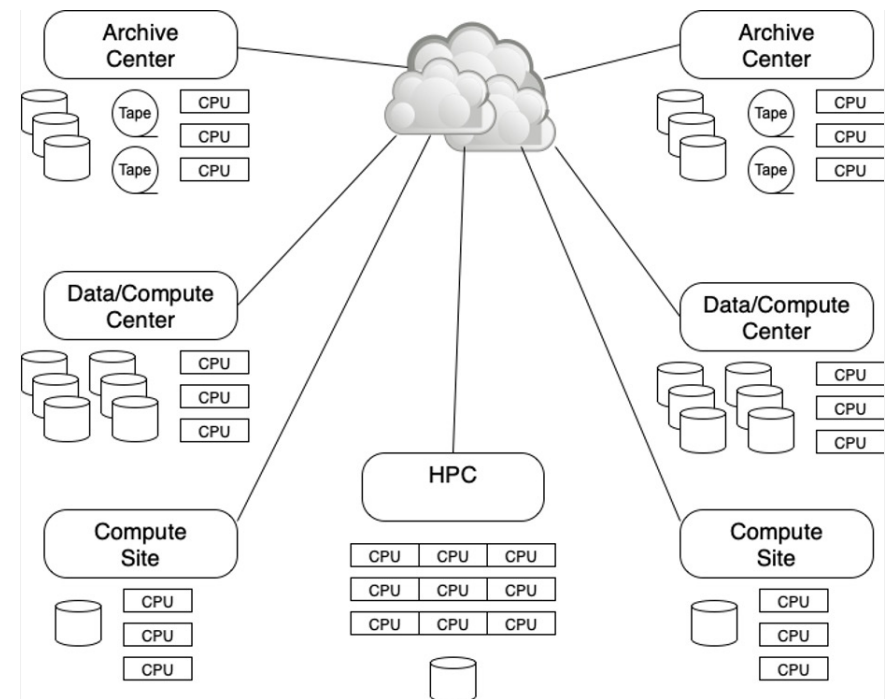 Archive
Center
Archive
Center
Tape
CPU
CPU
Tape
CPU
Tape
CPU
CPU
Tape
CPU
Data/Compute
Center
Data/Compute
Center
CPU
CPU
CPU
CPU
CPU
CPU
HPC
Compute
Site
Compute
Site
CPU CPU CPU
CPU CPU CPU
CPU CPU CPU
CPU
CPU
CPU
CPU
CPU
CPU